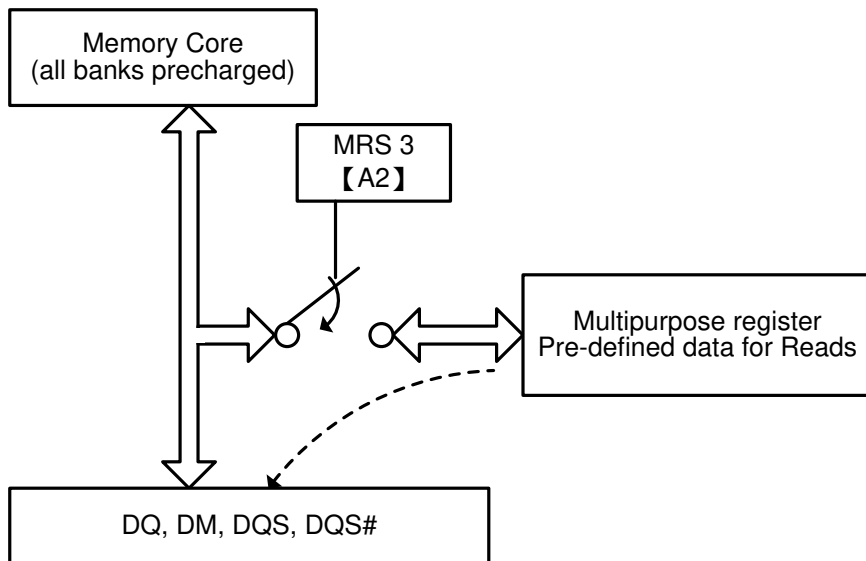 Memory Core
(all banks precharged)
MRS 3
【A2】
Multipurpose register
Pre-defined data for Reads
DQ, DM, DQS, DQS#